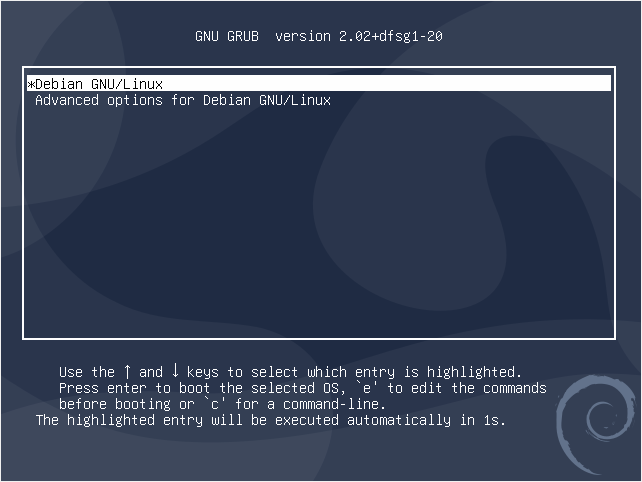 GNU GRUB  version 2.02+dfsg1-20
*Debian GNU/Linux
Advanced options for Debian GNU/Linux
Use the ↑ and ↓ keys to select which entry is highlighted.
Press enter to boot the selected OS, `e' to edit the commands
before booting or `c' for a command-line.
The highlighted entry will be executed automatically in 1s.